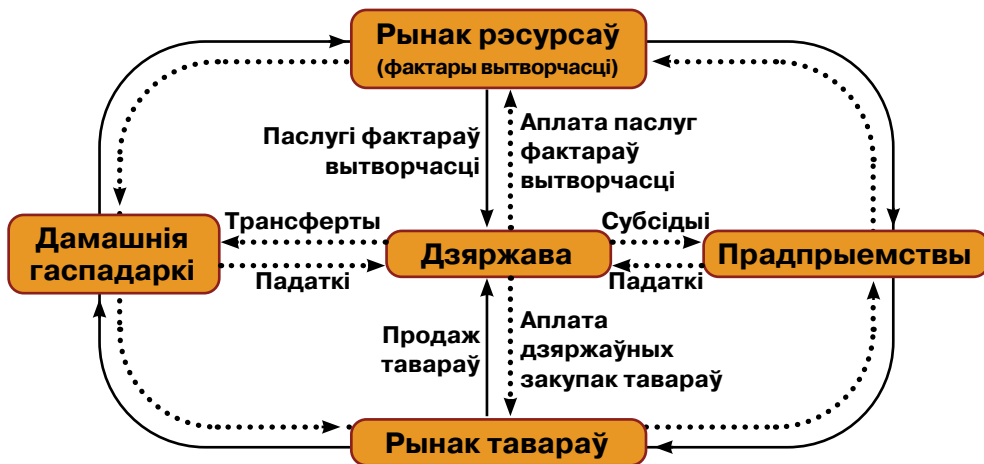 Рынак рэсурсаў
(фактары вытворчасці)
Паслугі фактараў
вытворчасці
Аплата паслуг
фактараў
вытворчасці
Трансферты
Субсідыі
Дамашнія
гаспадаркі
Дзяржава
Прадпрыемствы
Падаткі
Падаткі
Продаж
тавараў
Аплата
дзяржаўных
закупак тавараў
Рынак тавараў